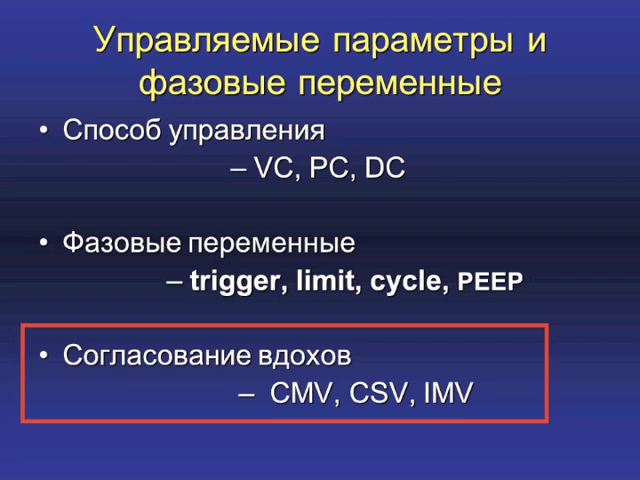 Управляемые параметры и
фазовые переменные
• Способ управления
– VC, PC, DC
• Фазовые переменные
– trigger, limit, cycle, PEEP
• Согласование вдохов
– CMV, CSV, IMV